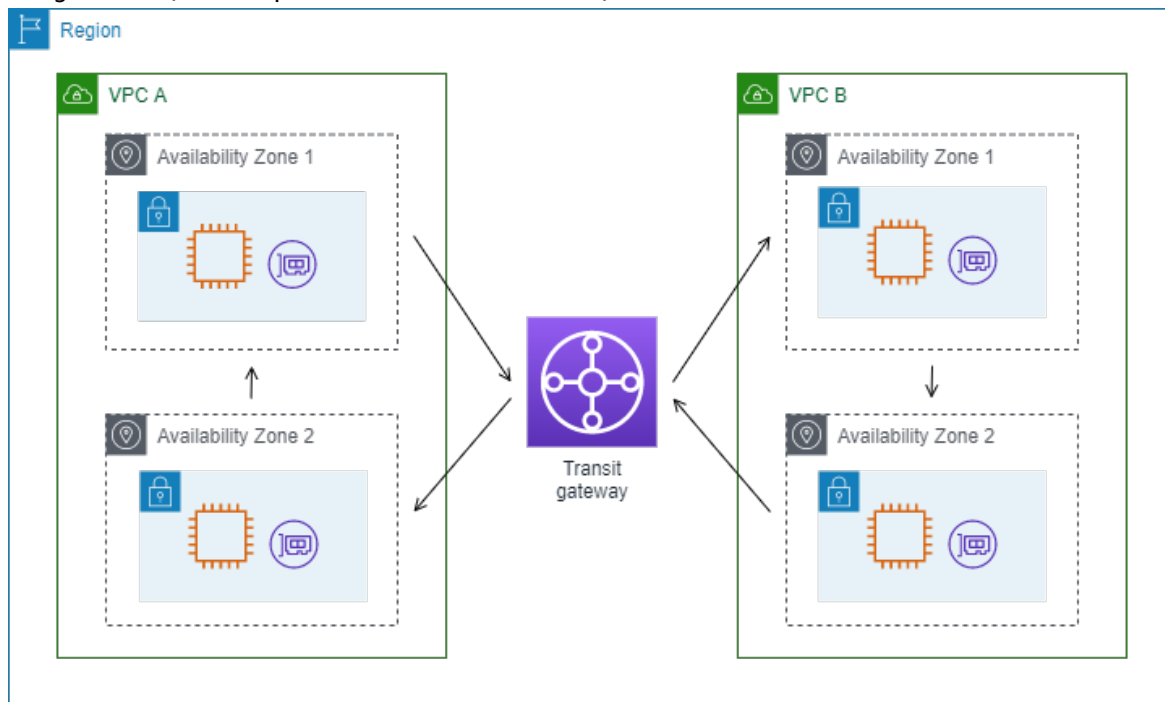 Region
VPC A
VPC B
Availability Zone 1
Availability Zone 1
Availability Zone 2
Availability Zone 2
Transit
gateway